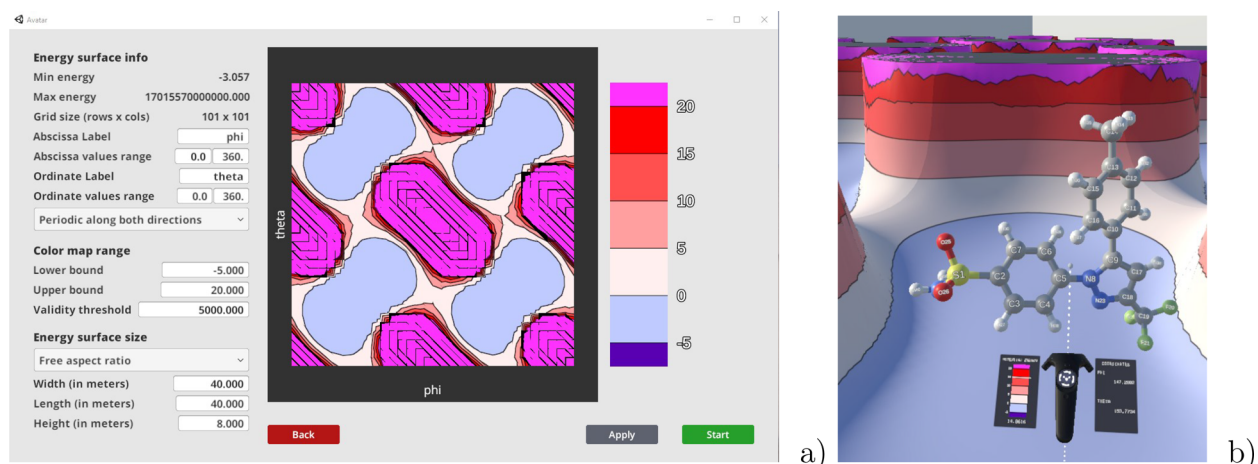 Avatar
Energy surface info
Min energy -3.057
Max energy 17015570000000.000
Grid size (rows x cols) 101 x 101
Abscissa Label phi
Abscissa values range 0.0 360.
Ordinate Label theta
Ordinate values range 0.0 360.
Periodic along both directions
Color map range
Lower bound -5.000
Upper bound 20.000
Validity threshold 5000.000
Energy surface size
Free aspect ratio
Width (in meters) 40.000
Length (in meters) 40.000
Height (in meters) 8.000
theta
phi
20
15
10
5
0
-5
Back
Apply
Start
a)
C13
C12
C15
C11
C16
C10
C9
C17
C7
C6
S1
C2
C5
N8
C18
C3
C4
N23
C19
PHI
THETA
b)